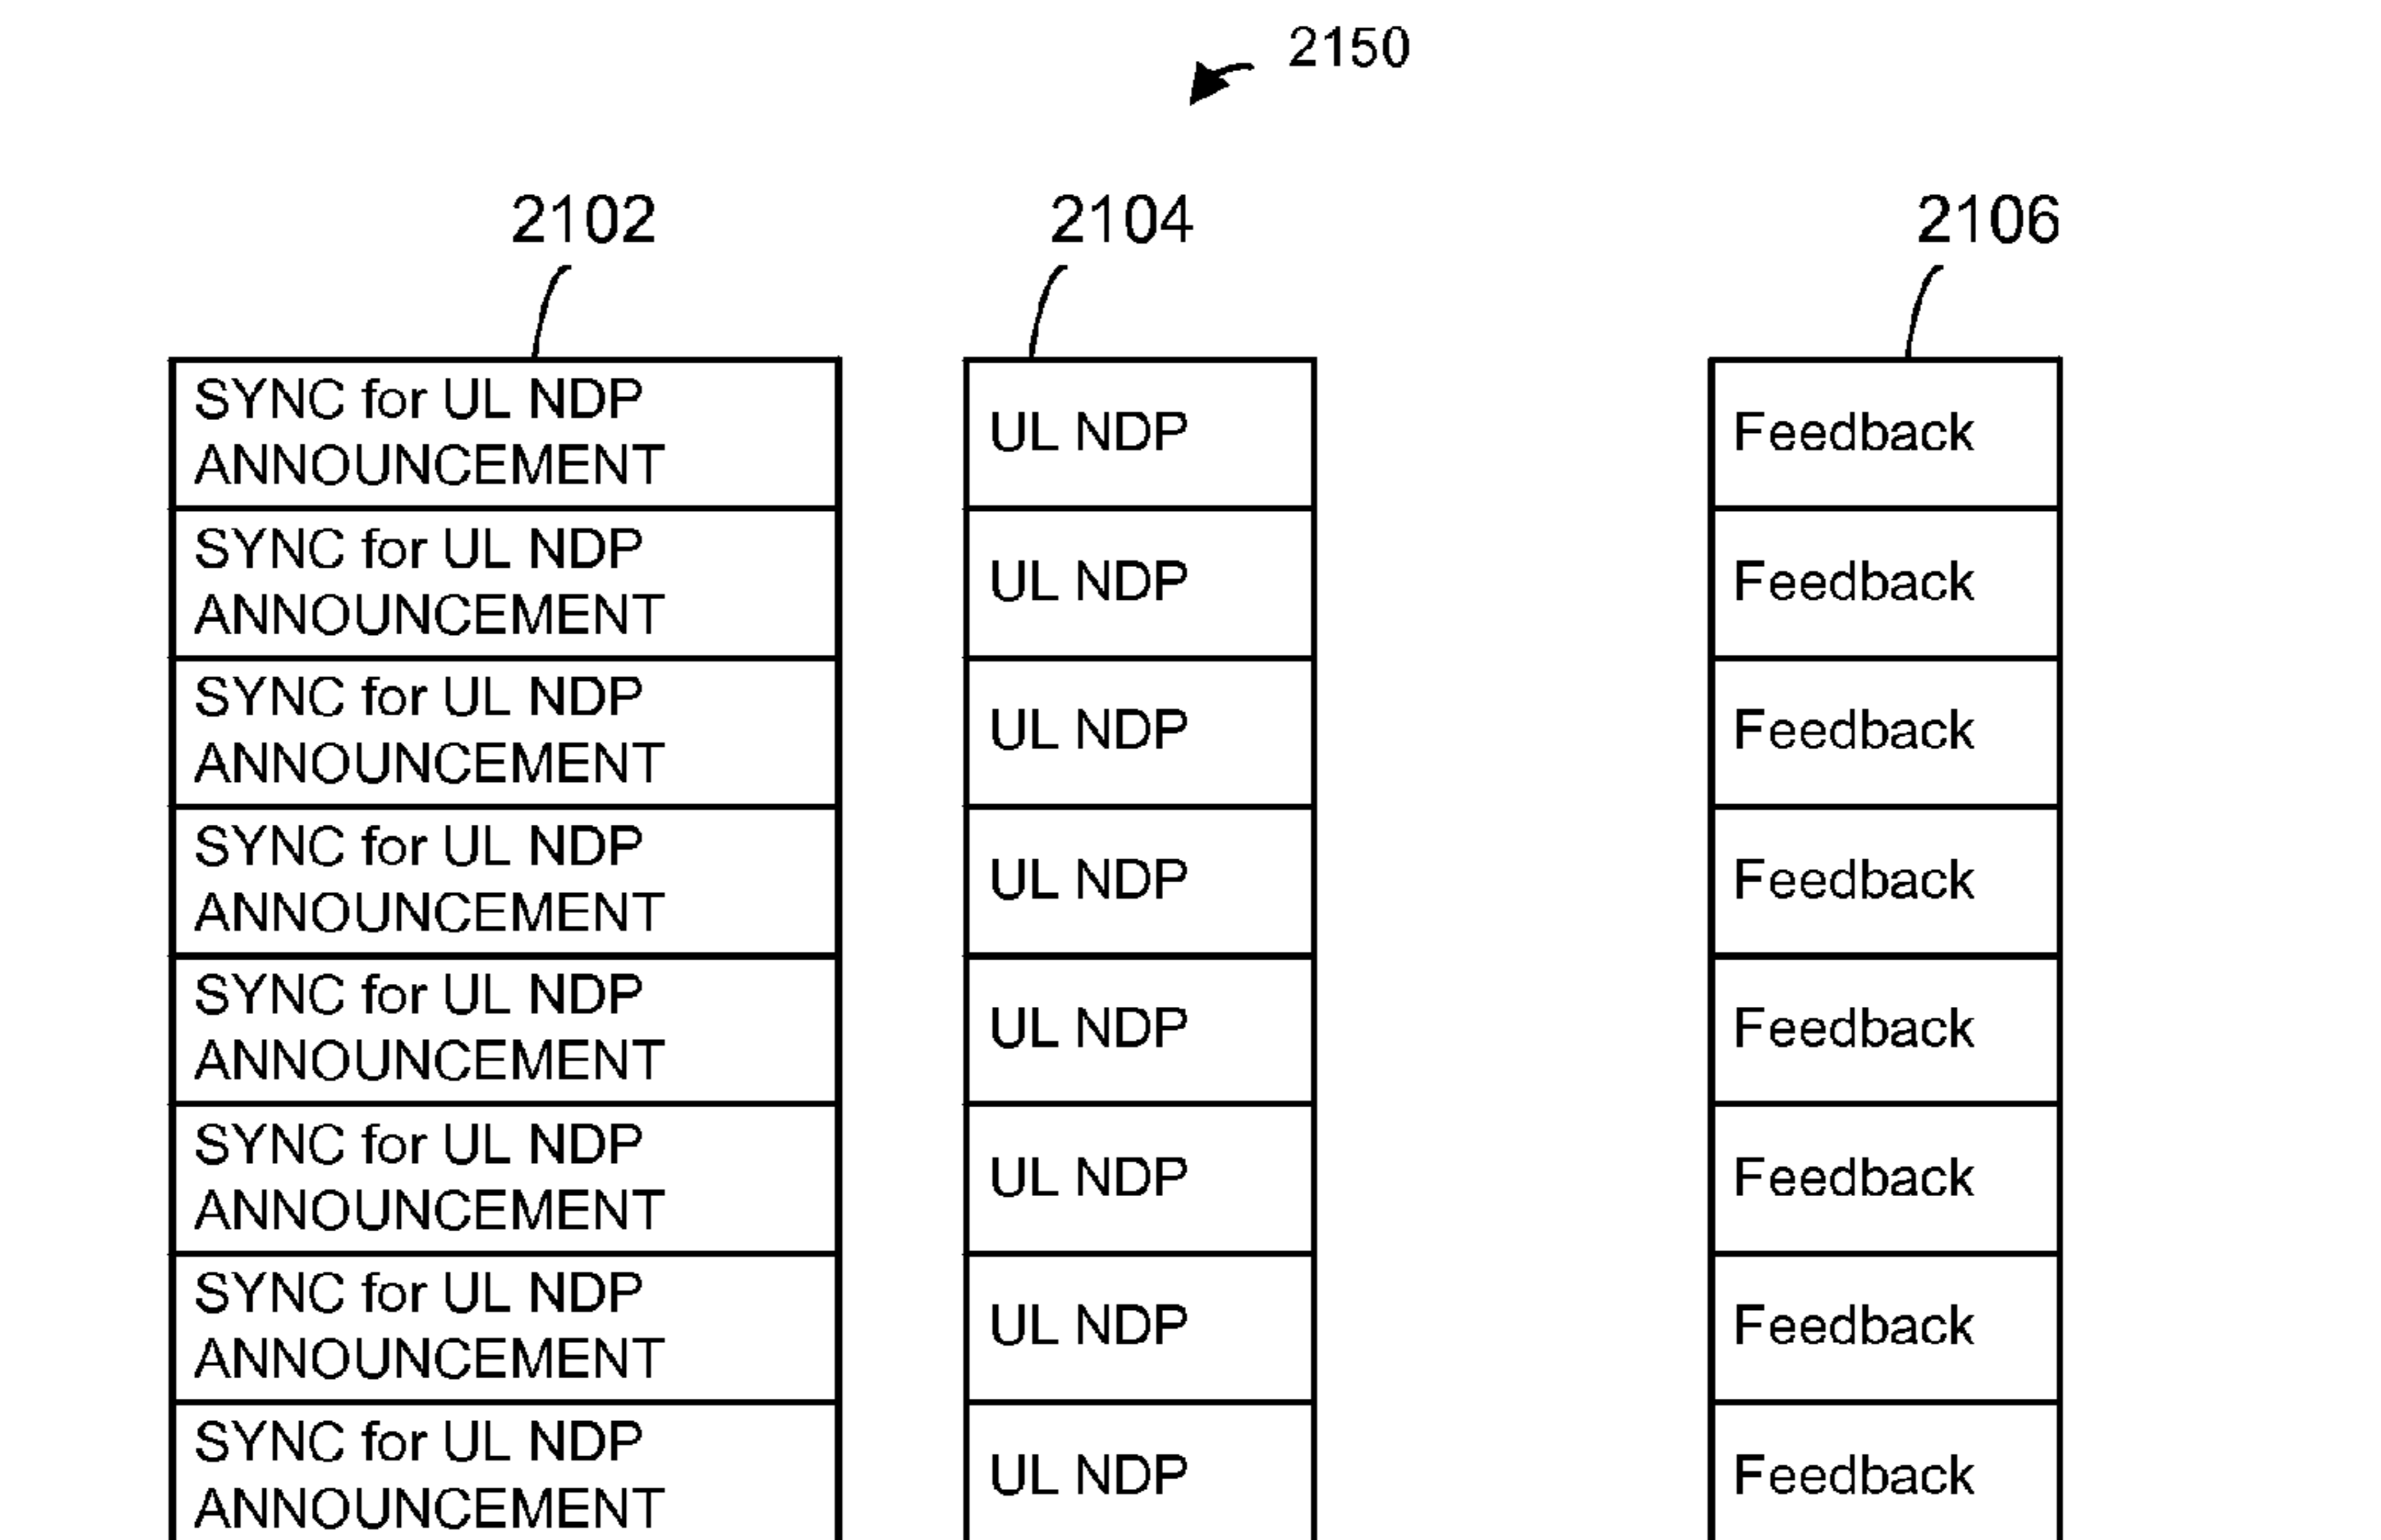 2150
2102 2104 2106
SYNC for UL NDP
ANNOUNCEMENT
UL NDP
Feedback
SYNC for UL NDP
ANNOUNCEMENT
UL NDP
Feedback
SYNC for UL NDP
ANNOUNCEMENT
UL NDP
Feedback
SYNC for UL NDP
ANNOUNCEMENT
UL NDP
Feedback
SYNC for UL NDP
ANNOUNCEMENT
UL NDP
Feedback
SYNC for UL NDP
ANNOUNCEMENT
UL NDP
Feedback
SYNC for UL NDP
ANNOUNCEMENT
UL NDP
Feedback
SYNC for UL NDP
ANNOUNCEMENT
UL NDP
Feedback